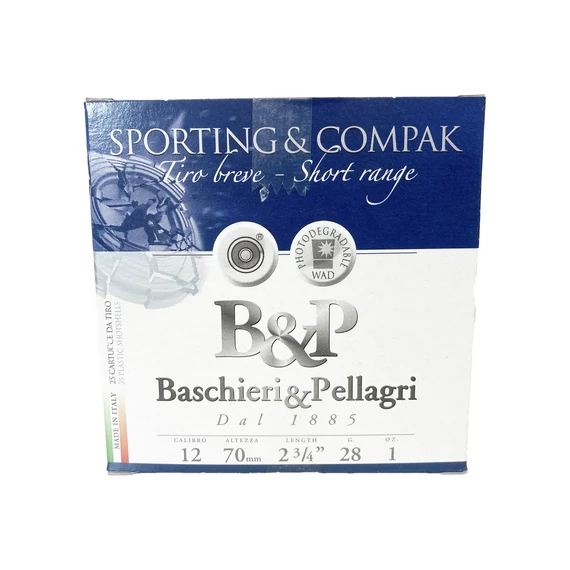 SPORTING & COMPAK
Tiro breve - Short range
®
PHOTODEGRADABLE
WAD
B&P
Baschieri&Pellagri
Dal 1885
CALIBRO ALTEZZA LENGTH G. OZ.
12 70mm 2 3/4” 28 1
MADE IN ITALY
25 CARTUCCE DA TIRO
25 PLASTIC SHOTSHELLS